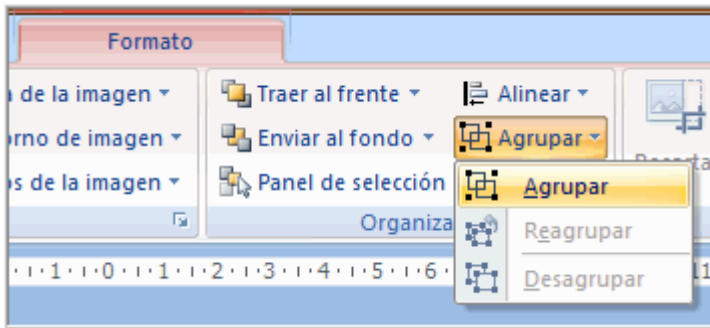 Formato
de la imagen
Traer al frente
Alinear
de imagen
Enviar al fondo
Agrupar
de la imagen
Panel de selección
Agrupar
Organiza
Reagrupar
1 0 1 2 3 4 5 6
11
Desagrupar